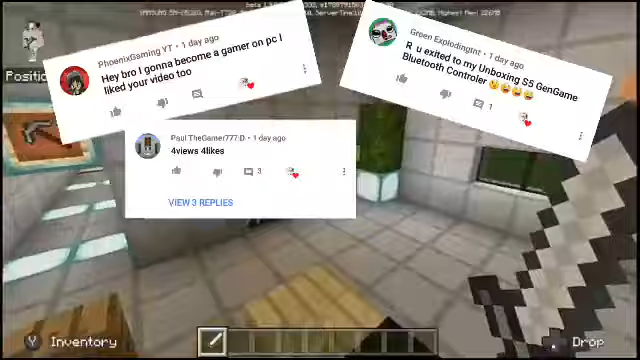 PhoenixGaming YT • 1 day ago
Hey bro I gonna become a gamer on pc I
liked your video too
Green Explodingtnt • 1 day ago
R u exited to my Unboxing S5 GenGame
Bluetooth Controler
1
Paul TheGamer777:D • 1 day ago
4views 4likes
3
VIEW 3 REPLIES
Positio
Y Inventory
Drop